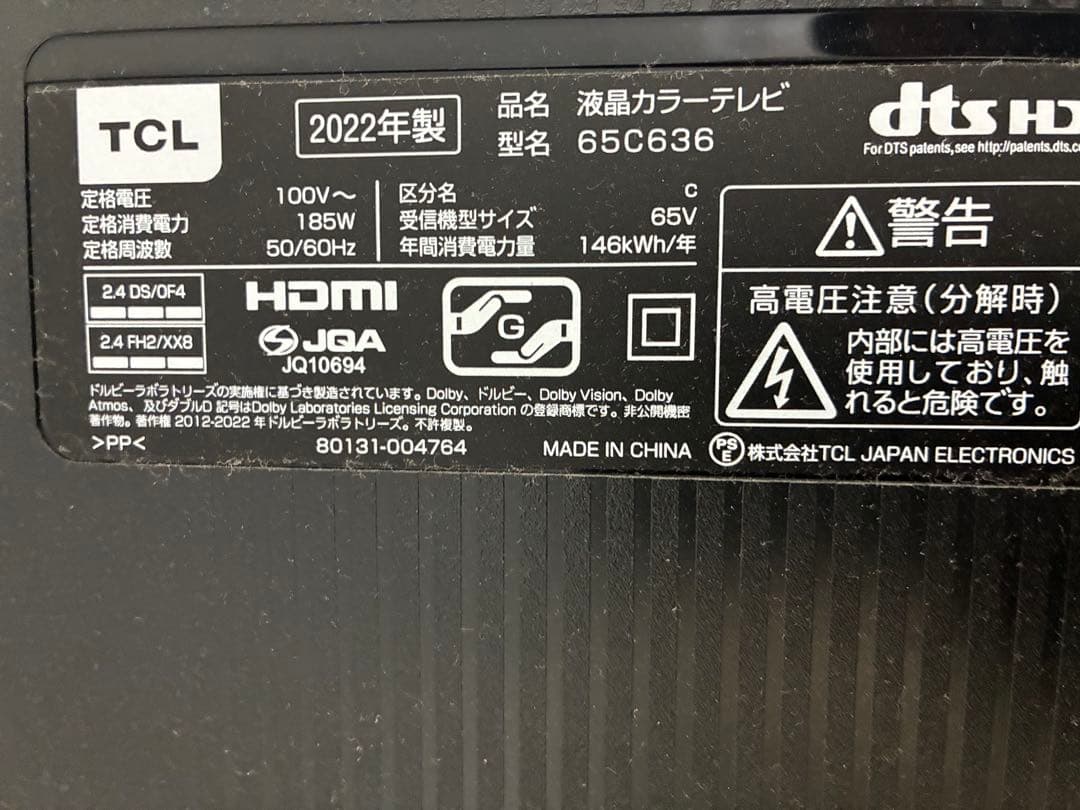 TCL
2022年製
品名 液晶カラーテレビ
型名 65C636
dts HD
For DTS patents, see http://patents.dts.co
定格電圧 100V～
定格消費電力 185W
定格周波数 50/60Hz
区分名 C
受信機型サイズ 65V
年間消費電力量 146kWh/年
2.4 DS/OF4
2.4 FH2/XX8
HDMI
JQA
JQ10694
G
ドルビーラボラトリーズの実施権に基づき製造されています。Dolby、ドルビー、Dolby Vision、Dolby
Atmos、及びダブルD 記号はDolby Laboratories Licensing Corporation の登録商標です。非公開機密
著作物。著作権 2012-2022 年ドルビーラボラトリーズ。不許複製。
>PP<
80131-004764
MADE IN CHINA
PSE 株式会社TCL JAPAN ELECTRONICS
警告
高電圧注意（分解時）
内部には高電圧を
使用しており、触
れると危険です。